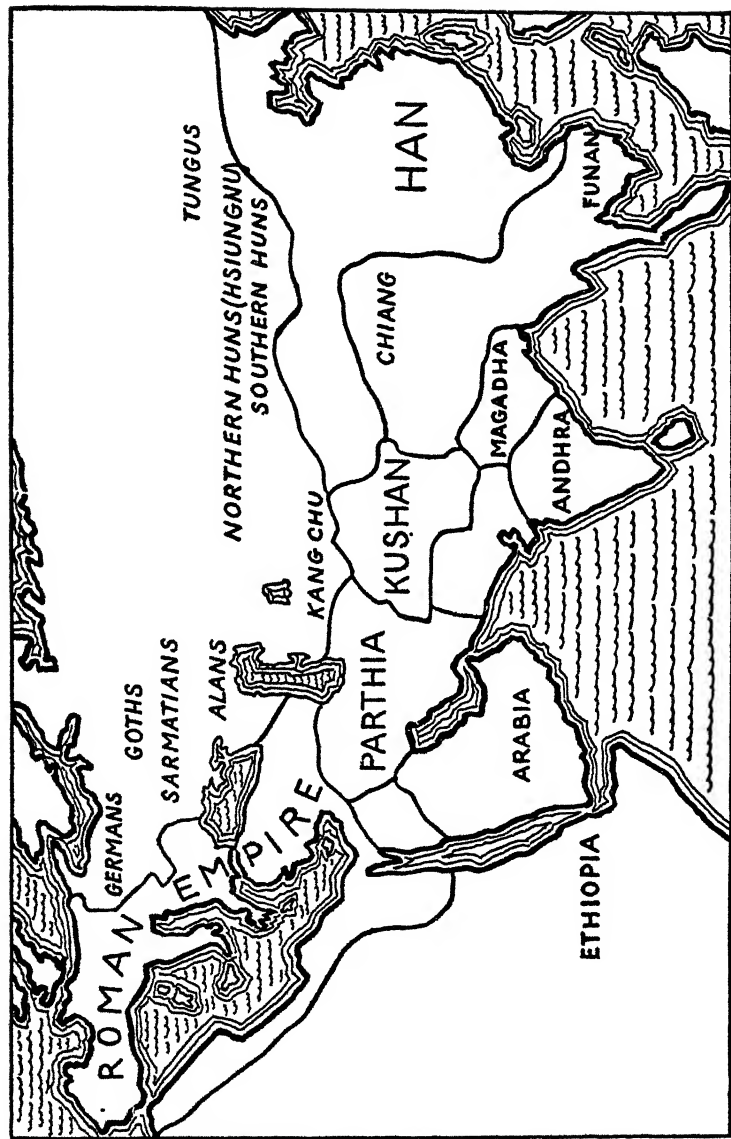 TUNGUS
NORTHERN HUNS (HSIUNGNU)
SOUTHERN HUNS
HAN
CHIANG
FUNAN
MAGADHA
ANDHRA
KUSHAN
KANG CHU
ALANS
SARMATIANS
GOTHS
GERMANS
ROMAN EMPIRE
PARTHIA
ARABIA
ETHIOPIA